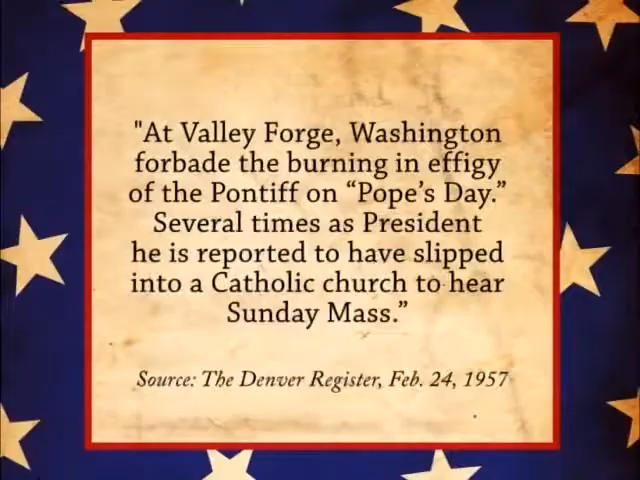 "At Valley Forge, Washington
forbade the burning in effigy
of the Pontiff on “Pope’s Day.”
Several times as President
he is reported to have slipped
into a Catholic church to hear
Sunday Mass.”
Source: The Denver Register, Feb. 24, 1957